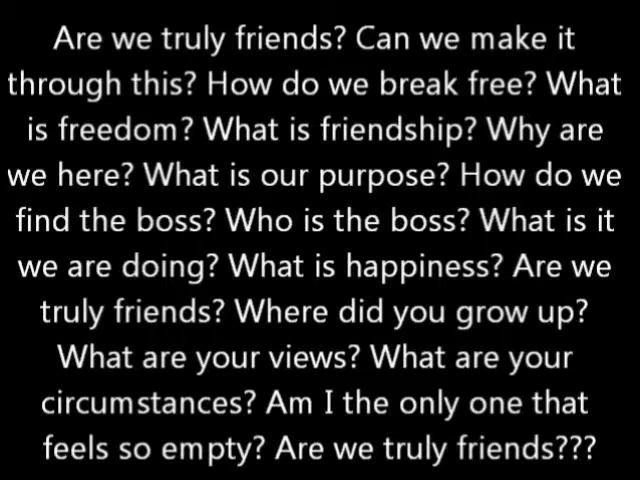 Are we truly friends? Can we make it
through this? How do we break free? What
is freedom? What is friendship? Why are
we here? What is our purpose? How do we
find the boss? Who is the boss? What is it
we are doing? What is happiness? Are we
truly friends? Where did you grow up?
What are your views? What are your
circumstances? Am I the only one that
feels so empty? Are we truly friends???